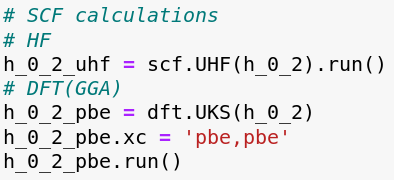 # SCF calculations
# HF
h_0_2_uhf = scf.UHF(h_0_2).run()
# DFT(GGA)
h_0_2_pbe = dft.UKS(h_0_2)
h_0_2_pbe.xc = 'pbe,pbe'
h_0_2_pbe.run()